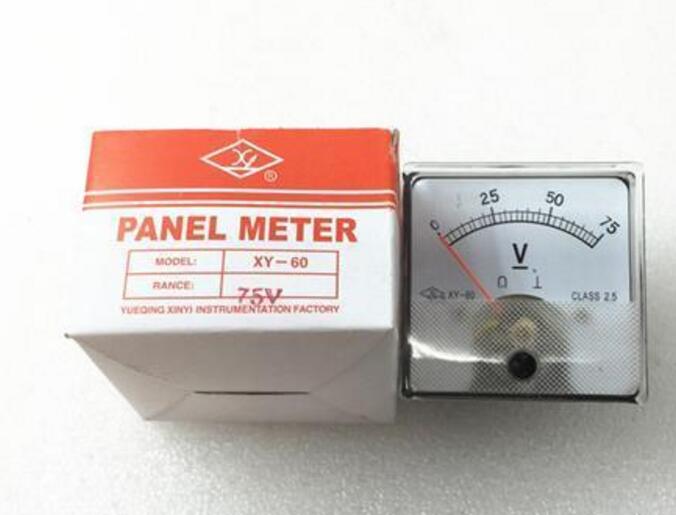 XY
®
PANEL METER
MODEL: XY-60
RANCE: 75V
YUEQING XINYI INSTRUMENTATION FACTORY
0 25 50 75
V
XY-60
CLASS 2.5